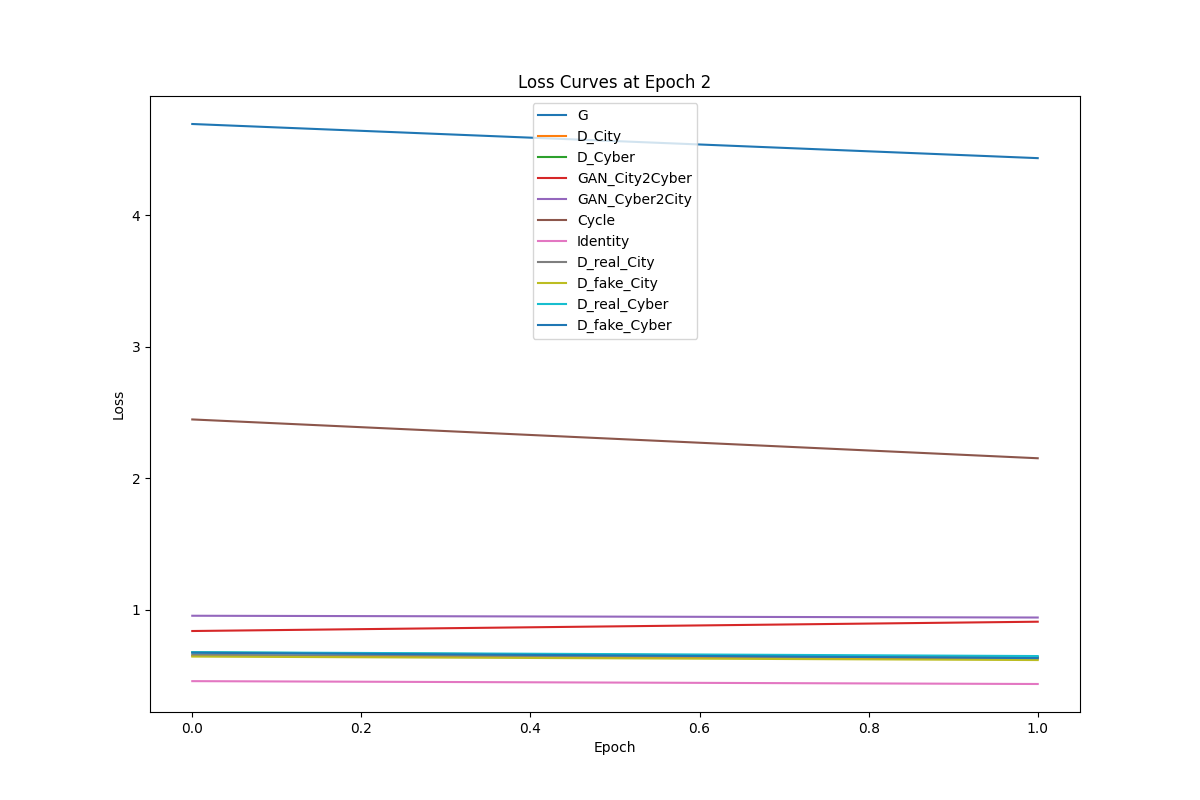 Loss Curves at Epoch 2
G
D_City
D_Cyber
GAN_City2Cyber
GAN_Cyber2City
Cycle
Identity
D_real_City
D_fake_City
D_real_Cyber
D_fake_Cyber
4
3
2
1
Loss
0.0 0.2 0.4 0.6 0.8 1.0
Epoch